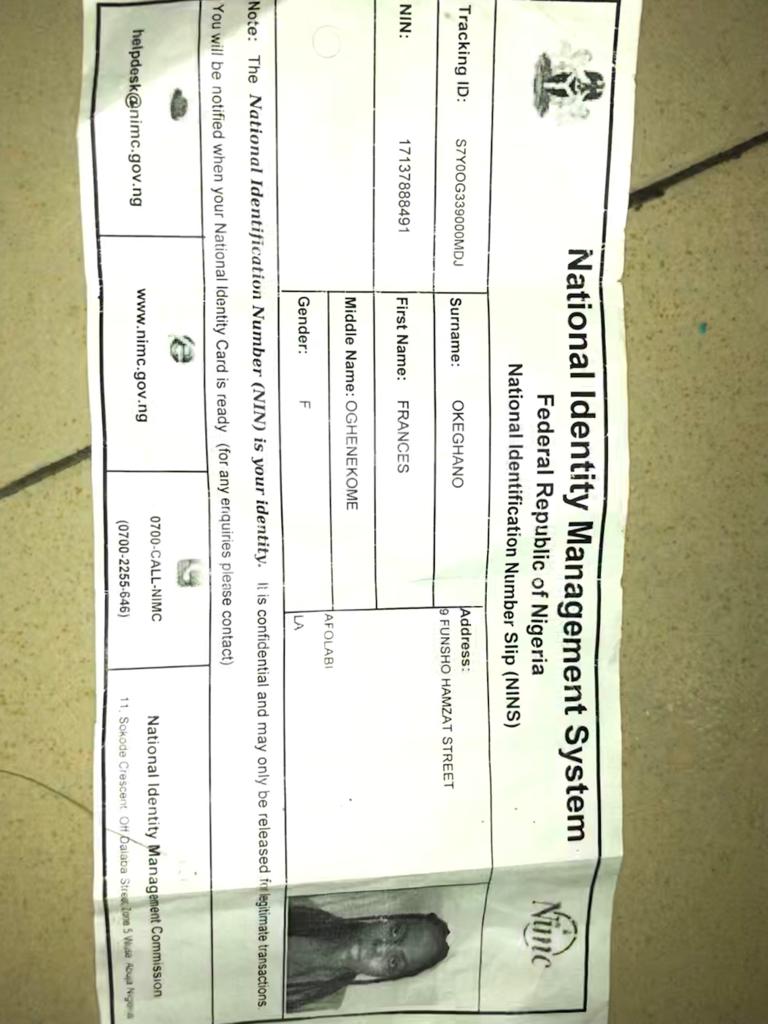 National Identity Management System
Federal Republic of Nigeria
National Identification Number Slip (NINS)
Nimc
Tracking ID: S7Y0OG339000MDJ
Surname: OKEGHANO
Address:
9 FUNSHO HAMZAT STREET
NIN: 17137888491
First Name: FRANCES
Middle Name: OGHENEKOME
AFOLABI
Gender: F
LA
Note: The National Identification Number (NIN) is your identity. It is confidential and may only be released for legitimate transactions.
You will be notified when your National Identity Card is ready (for any enquiries please contact)
helpdesk@nimc.gov.ng
www.nimc.gov.ng
0700-CALL-NIMC
(0700-2255-646)
National Identity Management Commission
11, Sokode Crescent, Off Dalaba Street Zone 5 Wuse, Abuja Nigeria